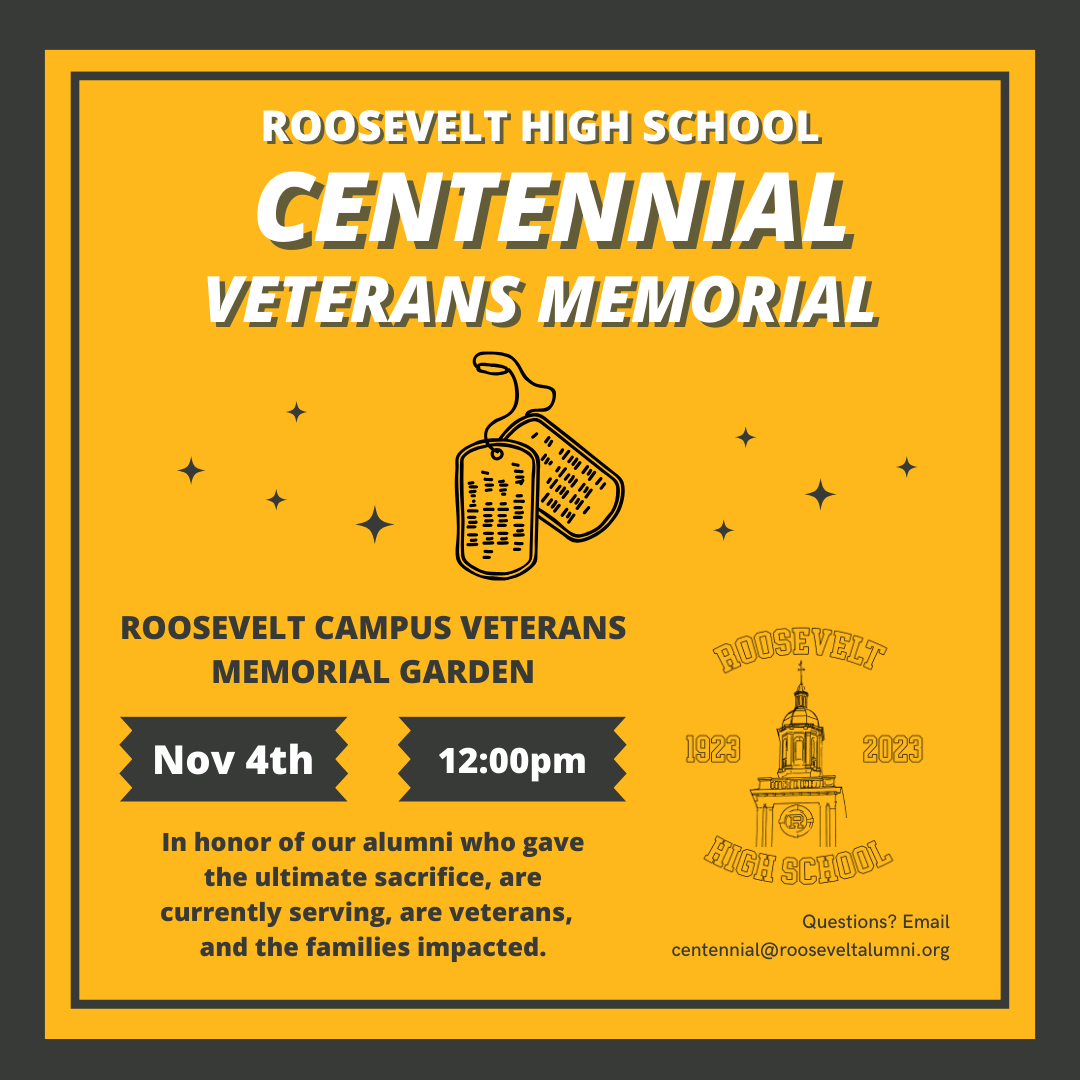 ROOSEVELT HIGH SCHOOL
CENTENNIAL
VETERANS MEMORIAL
ROOSEVELT CAMPUS VETERANS
MEMORIAL GARDEN
Nov 4th
12:00pm
In honor of our alumni who gave
the ultimate sacrifice, are
currently serving, are veterans,
and the families impacted.
ROOSEVELT
1923
2023
R
HIGH SCHOOL
Questions? Email
centennial@rooseveltalumni.org